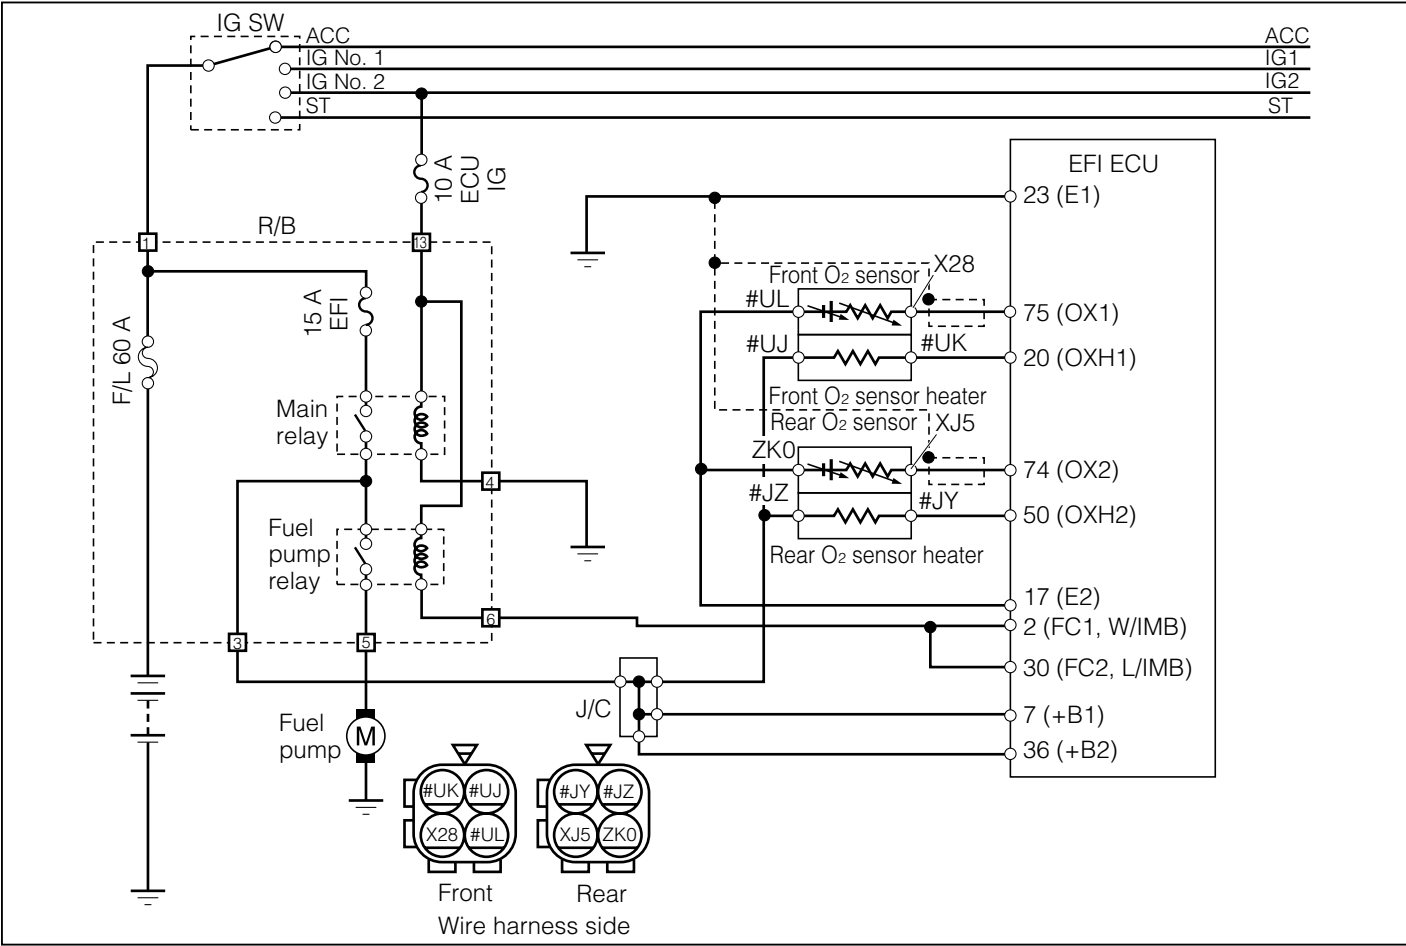 IG SW
ACC ACC
IG No. 1 IG1
IG No. 2 IG2
ST ST
10 A
ECU
IG
EFI ECU
23 (E1)
R/B
1
13
15 A
EFI
F/L 60 A
Front O2 sensor
X28
#UL
75 (OX1)
#UJ
#UK
20 (OXH1)
Front O2 sensor heater
Main
relay
Rear O2 sensor
XJ5
ZK0
74 (OX2)
4
#JZ
#JY
50 (OXH2)
Rear O2 sensor heater
Fuel
pump
relay
17 (E2)
6
2 (FC1, W/IMB)
3
5
30 (FC2, L/IMB)
J/C
7 (+B1)
36 (+B2)
Fuel
pump
M
#UK #UJ
X28 #UL
#JY #JZ
XJ5 ZK0
Front
Rear
Wire harness side